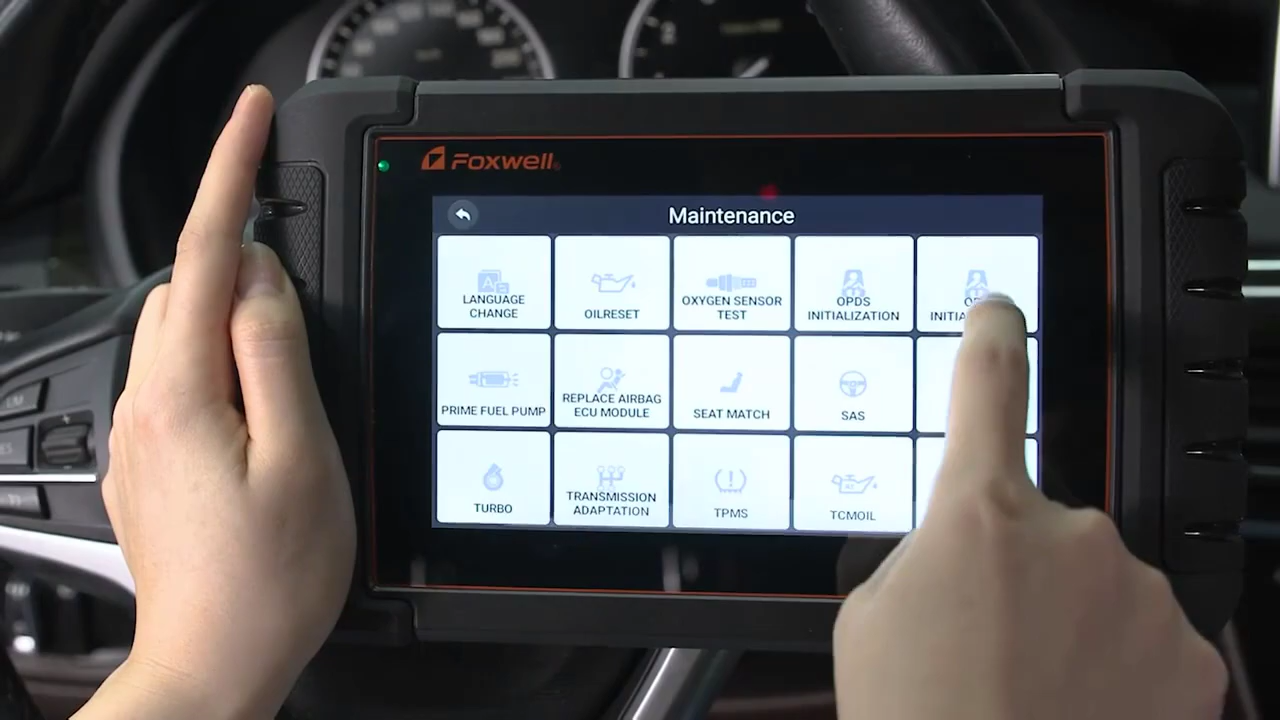 FOXWELL
Maintenance
LANGUAGE
CHANGE
OILRESET
OXYGEN SENSOR
TEST
OPDS
INITIALIZATION
PRIME FUEL PUMP
REPLACE AIRBAG
ECU MODULE
SEAT MATCH
SAS
TURBO
TRANSMISSION
ADAPTATION
TPMS
TCMOIL